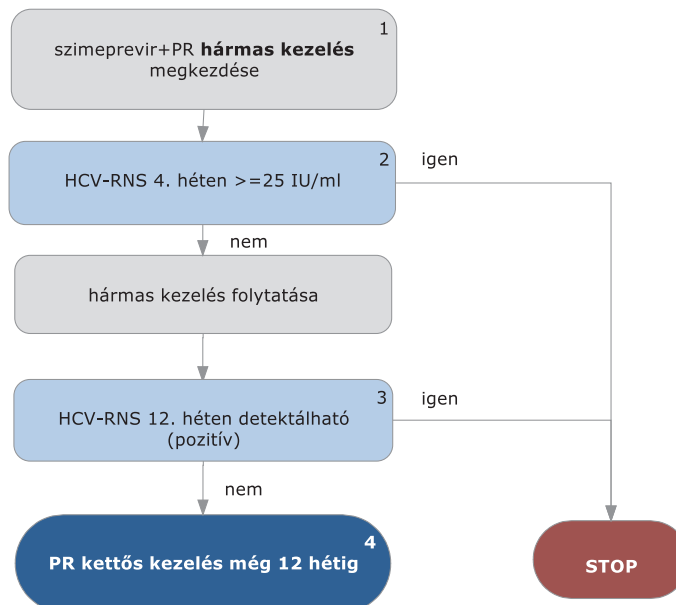 1
szimeprevir+PR hármas kezelés
megkezdése
2
HCV-RNS 4. héten >=25 IU/ml
igen
nem
hármas kezelés folytatása
3
HCV-RNS 12. héten detektálható
(pozitív)
igen
nem
4
PR kettős kezelés még 12 hétig
STOP